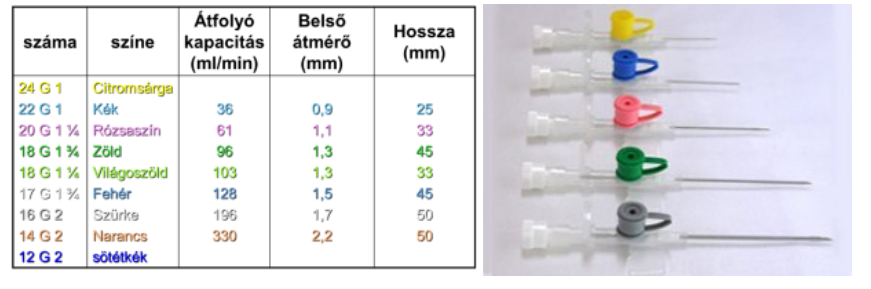 száma színe Átfolyó kapacitás (ml/min) Belső átmérő (mm) Hossza (mm)
24 G 1 Citromsárga
22 G 1 Kék 36 0,9 25
20 G 1 ¼ Rózsaszín 61 1,1 33
18 G 1 ¾ Zöld 96 1,3 45
18 G 1 ¼ Világoszöld 103 1,3 33
17 G 1 ¾ Fehér 128 1,5 45
16 G 2 Szürke 196 1,7 50
14 G 2 Narancs 330 2,2 50
12 G 2 sötétkék